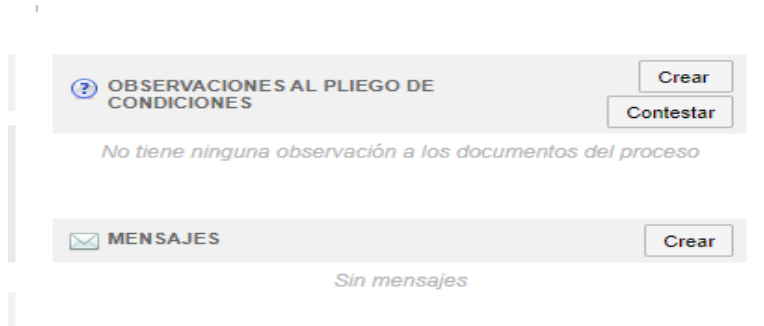 OBSERVACIONES AL PLIEGO DE
CONDICIONES
Crear
Contestar
No tiene ninguna observación a los documentos del proceso
MENSAJES
Crear
Sin mensajes